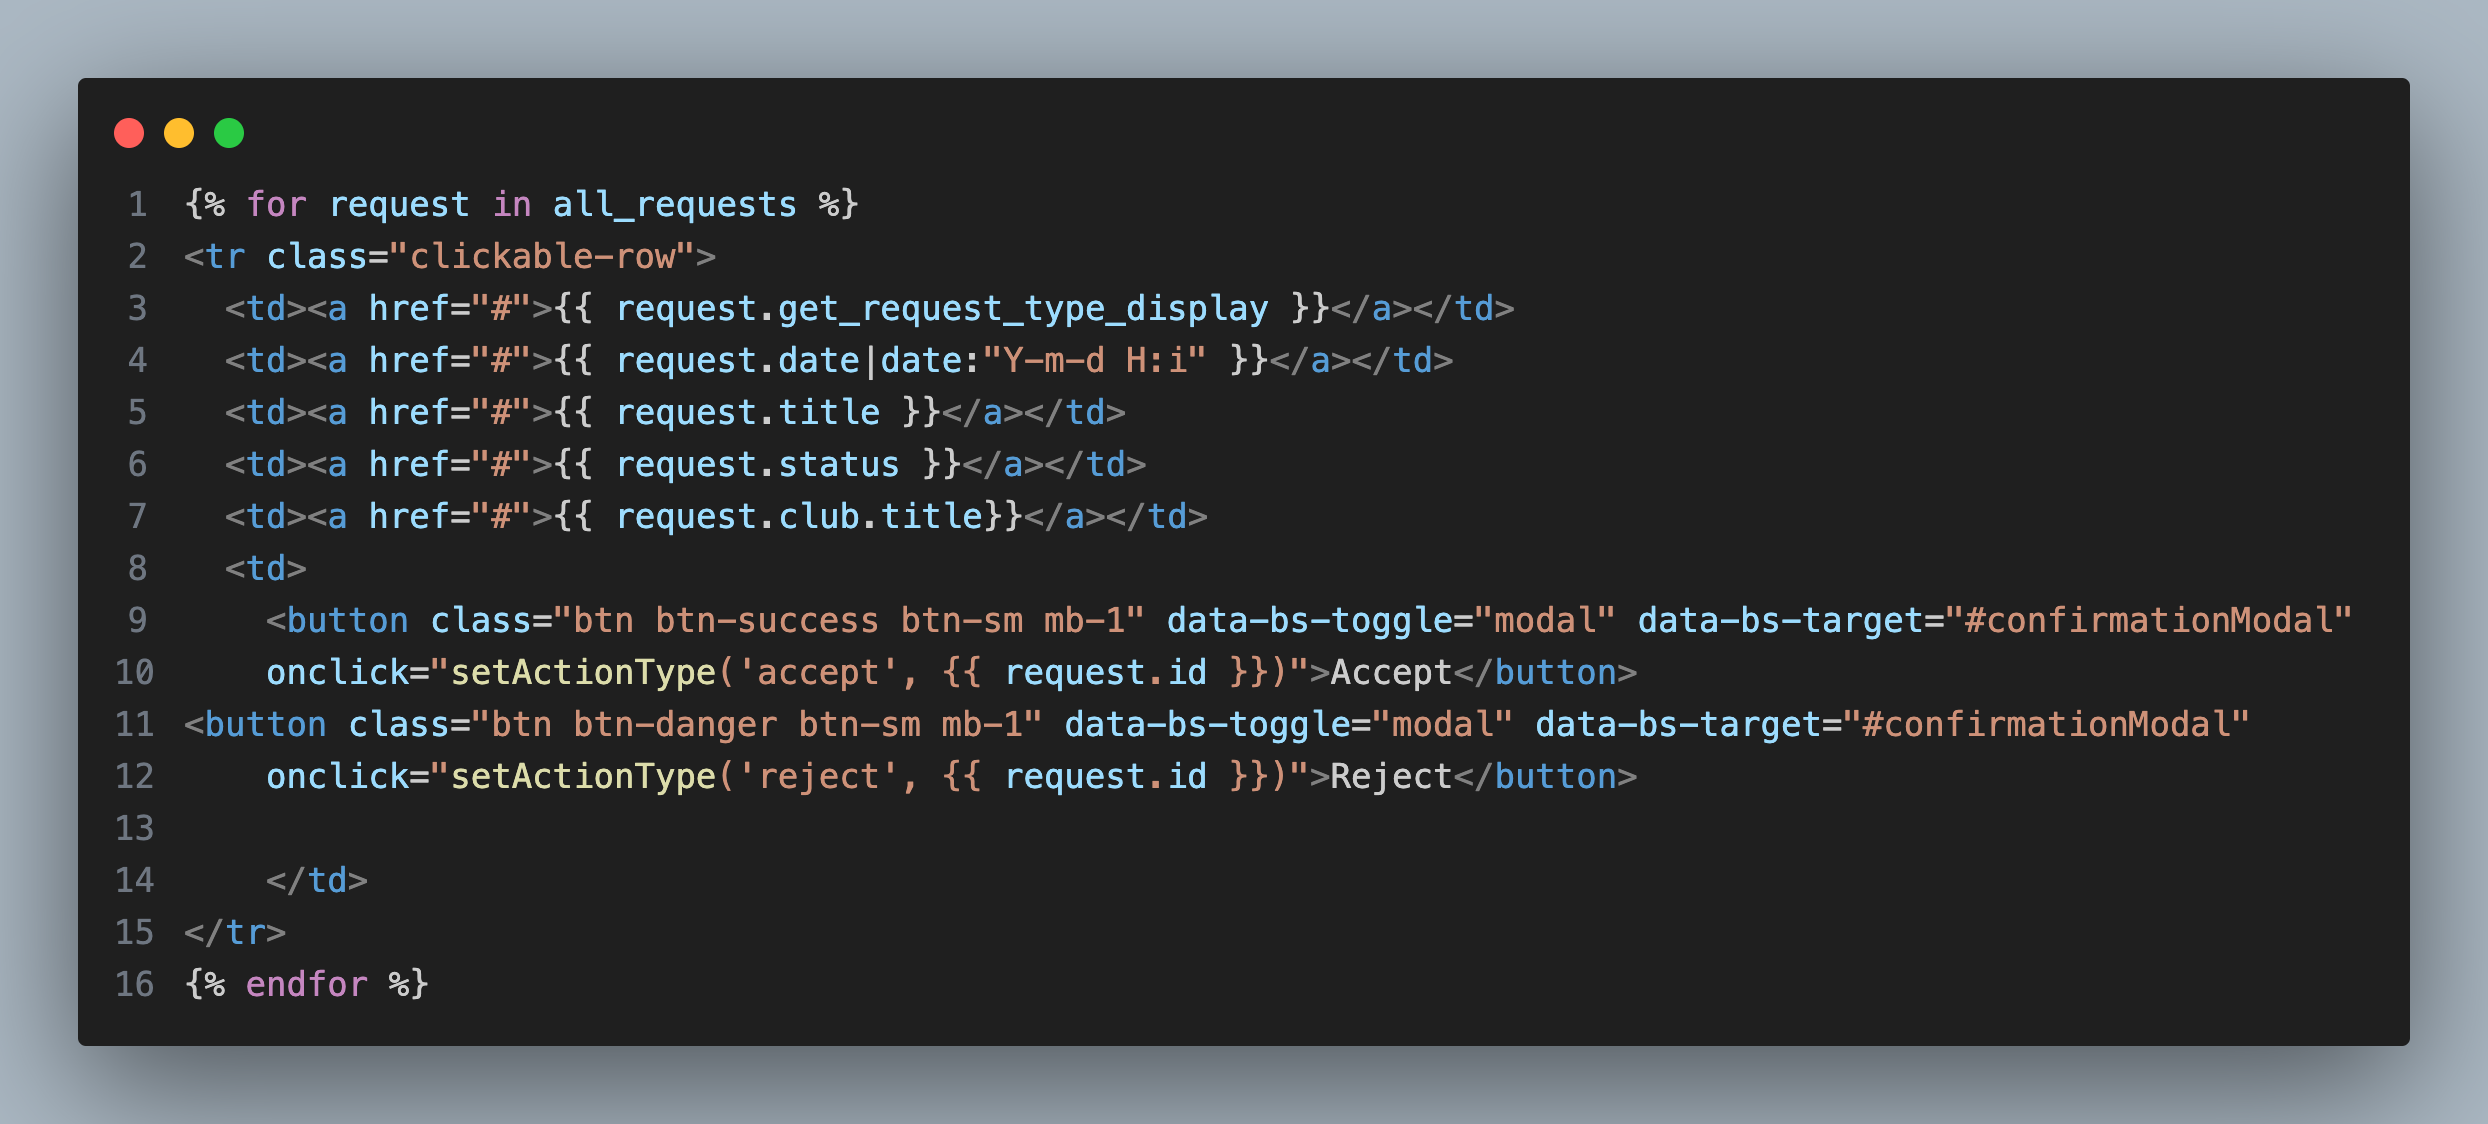 1 {% for request in all_requests %}
2 <tr class="clickable-row">
3   <td><a href="#">{{ request.get_request_type_display }}</a></td>
4   <td><a href="#">{{ request.date|date:"Y-m-d H:i" }}</a></td>
5   <td><a href="#">{{ request.title }}</a></td>
6   <td><a href="#">{{ request.status }}</a></td>
7   <td><a href="#">{{ request.club.title}}</a></td>
8   <td>
9     <button class="btn btn-success btn-sm mb-1" data-bs-toggle="modal" data-bs-target="#confirmationModal"
10     onclick="setActionType('accept', {{ request.id }})">Accept</button>
11 <button class="btn btn-danger btn-sm mb-1" data-bs-toggle="modal" data-bs-target="#confirmationModal"
12     onclick="setActionType('reject', {{ request.id }})">Reject</button>
13
14     </td>
15 </tr>
16 {% endfor %}